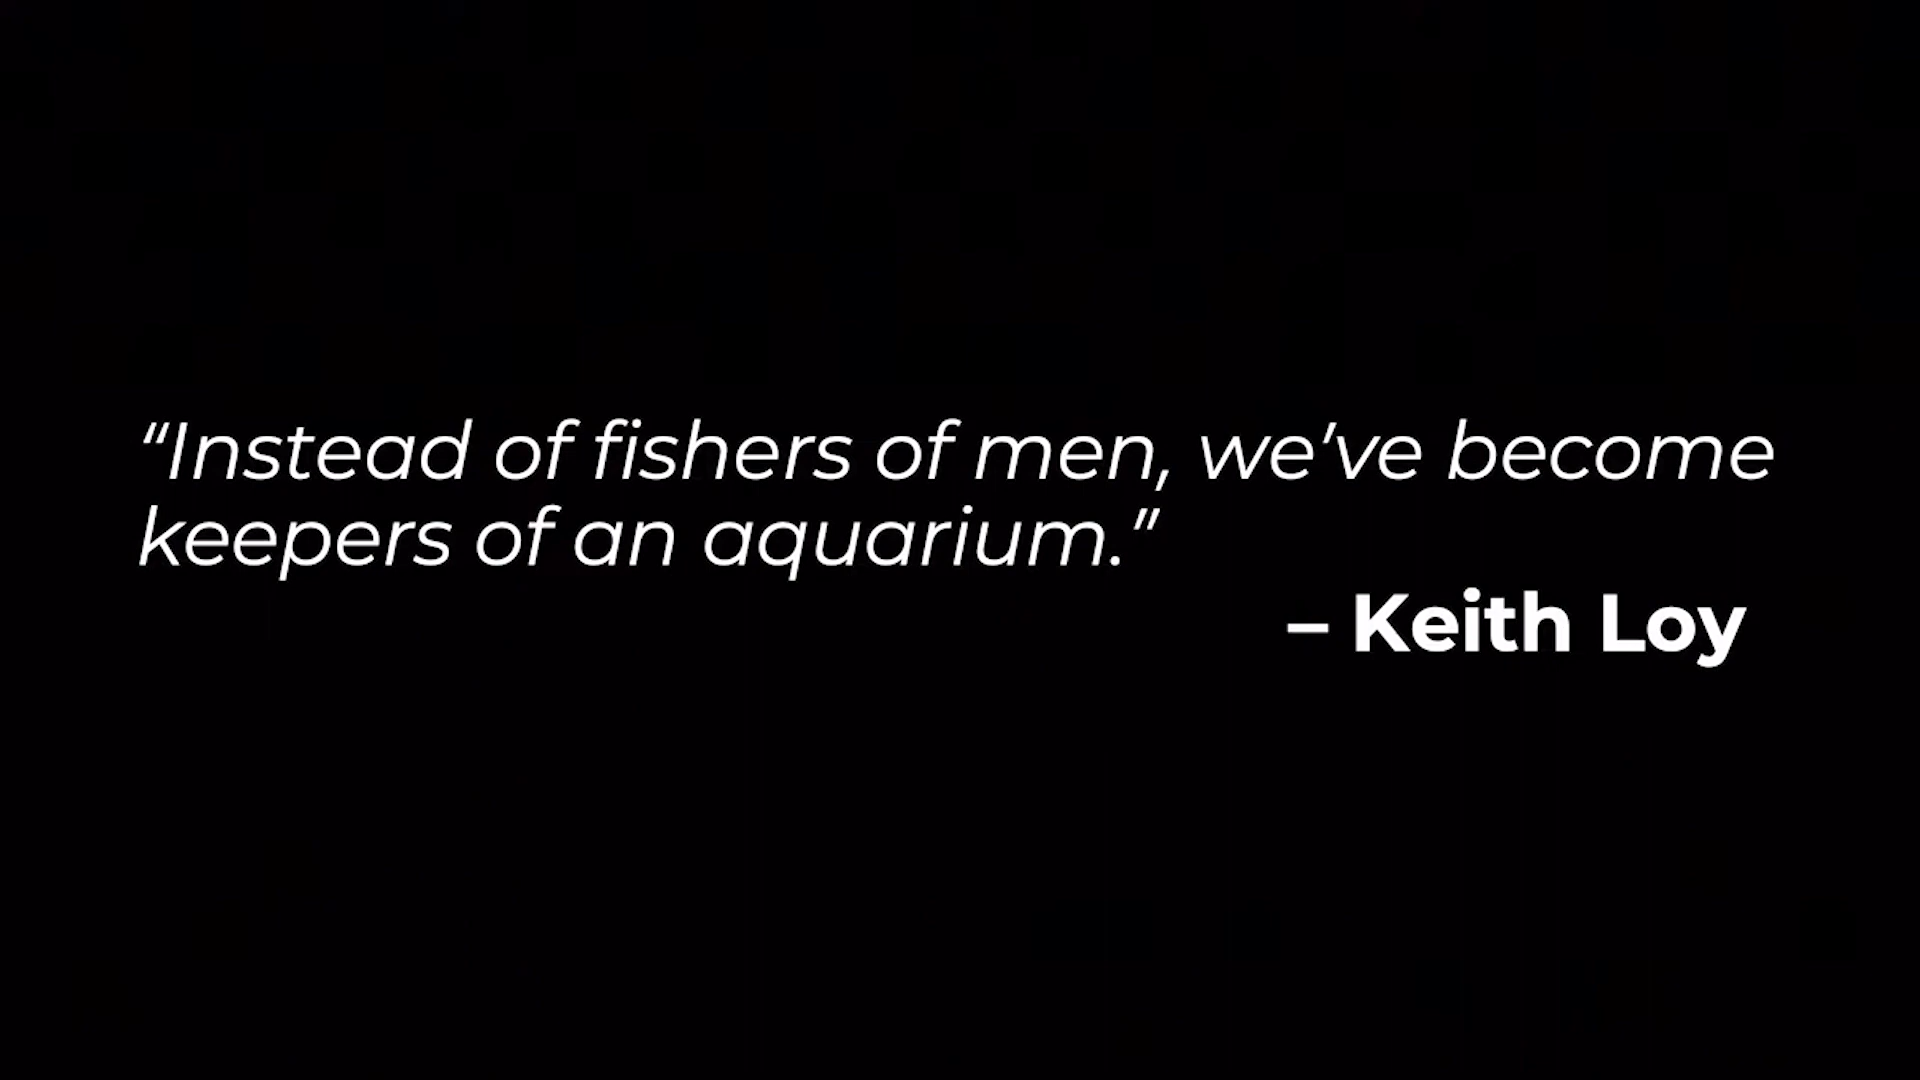 “Instead of fishers of men, we’ve become
keepers of an aquarium.”
– Keith Loy